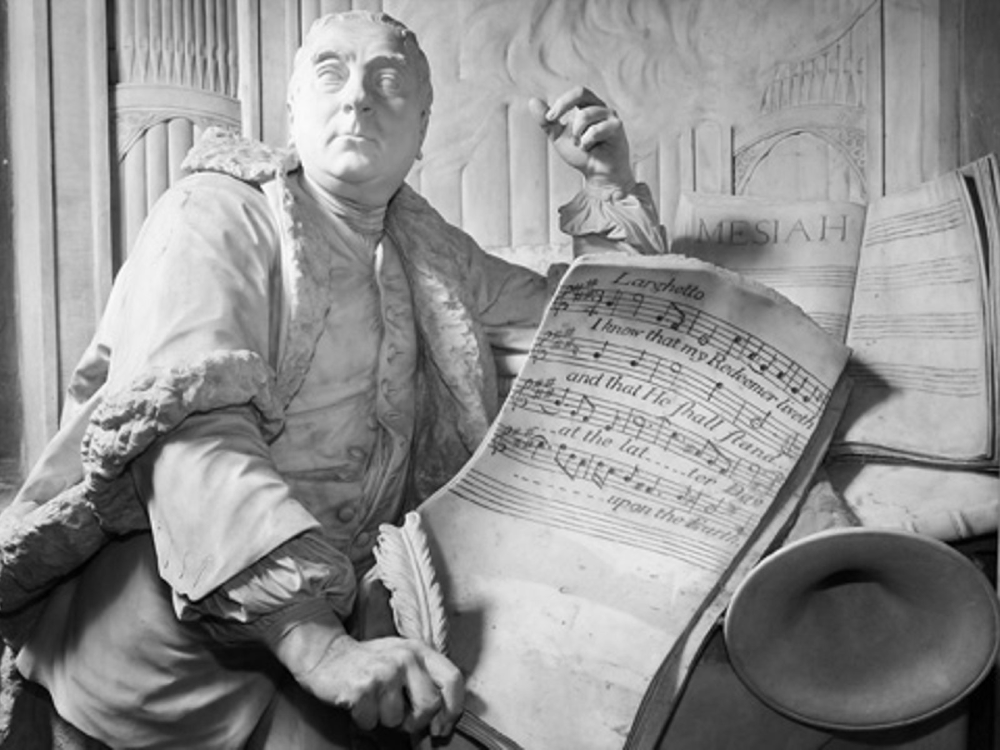 MESIAH
Larghetto
I know that my Redeemer liveth
and that He ſhall ſtand..
...at the lat......ter Day
------upon the Earth